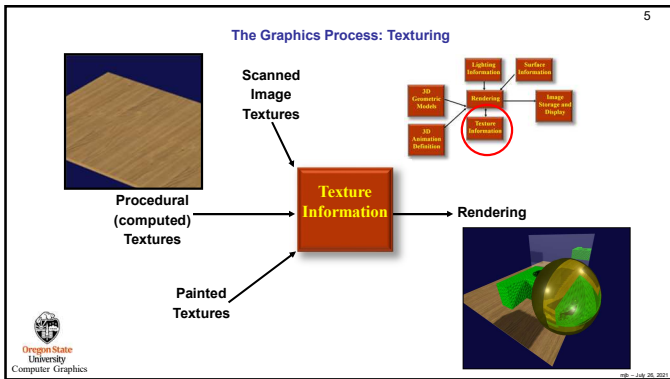 5
The Graphics Process: Texturing
Scanned
Image
Textures
Lighting
Information
Surface
Information
3D
Geometric
Models
Rendering
Image
Storage and
Display
Texture
Information
3D
Animation
Definition
Procedural
(computed)
Textures
Texture
Information
Rendering
Painted
Textures
Oregon State
University
Computer Graphics
mjb – July 26, 2021